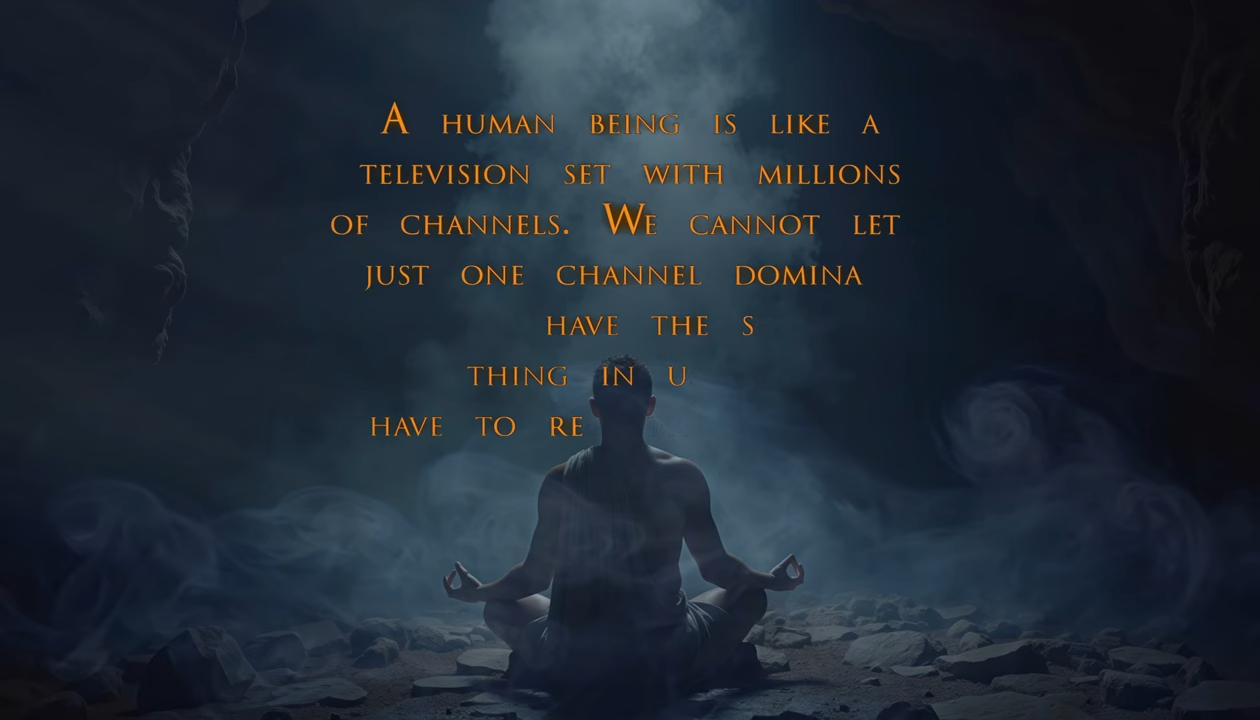 A human being is like a
television set with millions
of channels. We cannot let
just one channel domina
have the s
thing in u
have to re